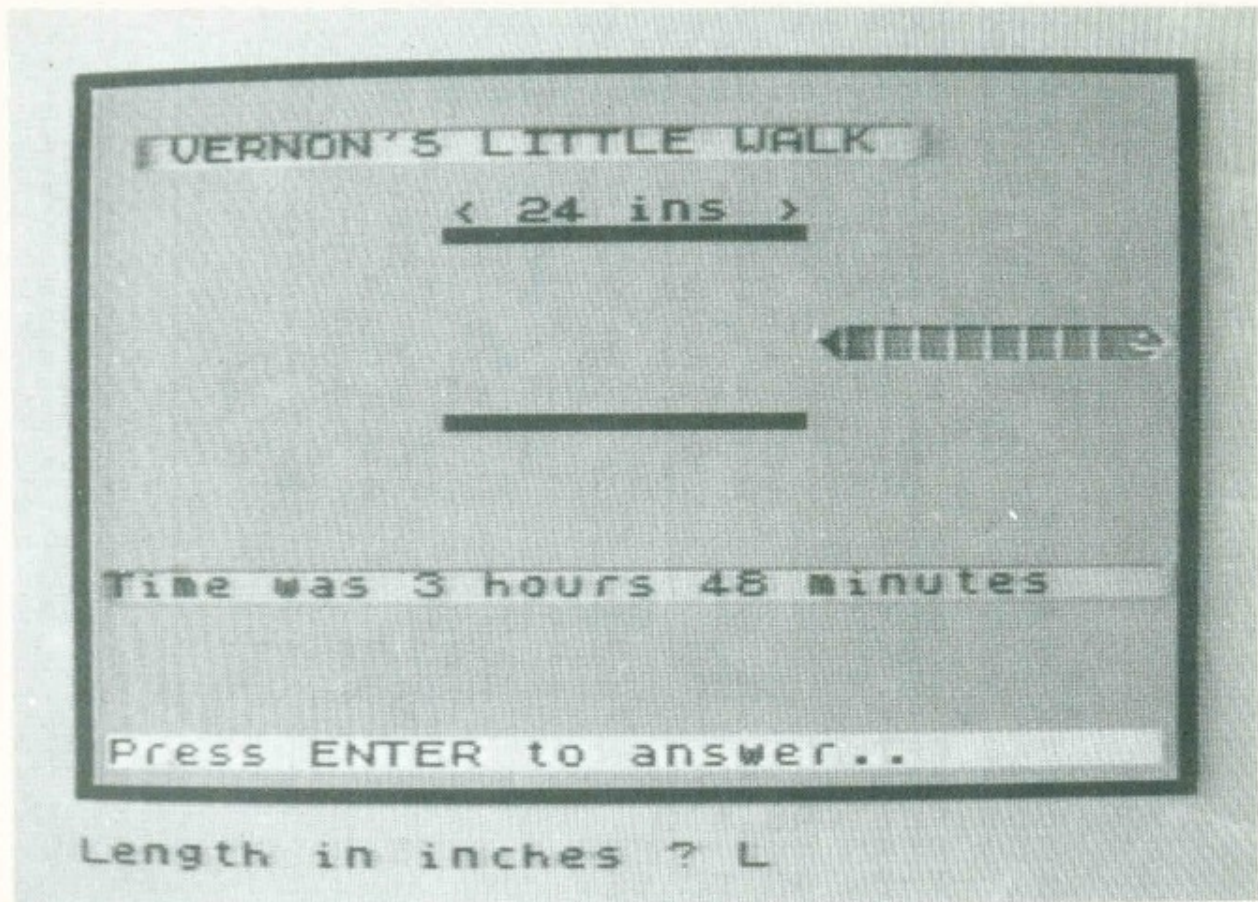 VERNON'S LITTLE WALK
< 24 ins >
Time was 3 hours 48 minutes
Press ENTER to answer..
Length in inches ? L